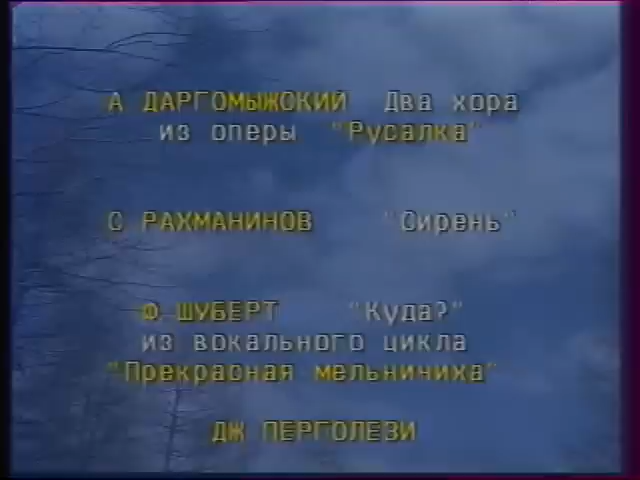 А. ДАРГОМЫЖСКИЙ Два хора
из оперы "Русалка"
С. РАХМАНИНОВ "Сирень"
Ф. ШУБЕРТ "Куда?"
из вокального цикла
"Прекрасная мельничиха"
ДЖ. ПЕРГОЛЕЗИ